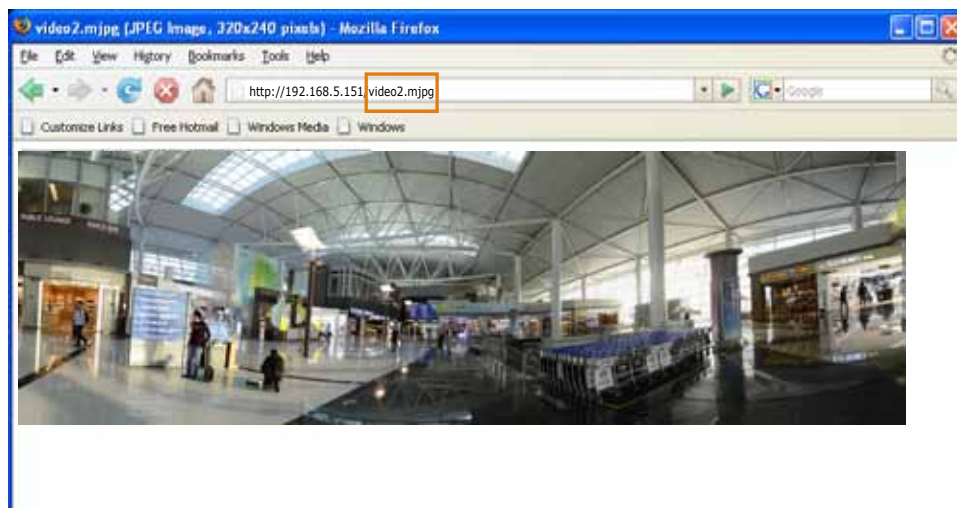 video2.mjpg (JPEG Image, 320x240 pixels) - Mozilla Firefox
File Edit View History Bookmarks Tools Help
http://192.168.5.151/video2.mjpg Google
Customize Links Free Hotmail Windows Media Windows